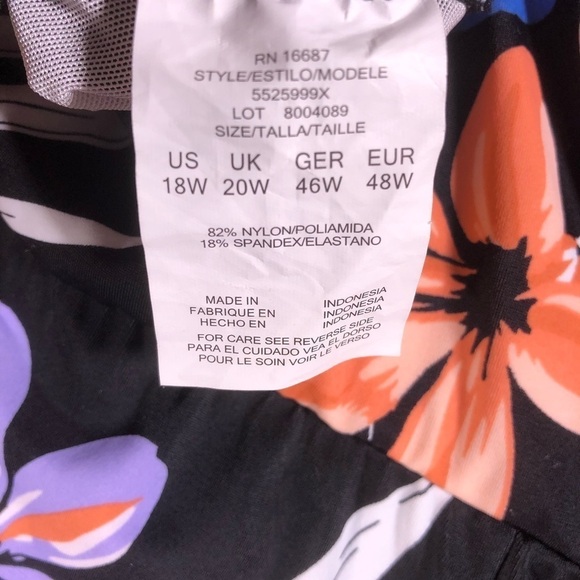 RN 16687
STYLE/ESTILO/MODELE
5525999X
LOT 8004089
SIZE/TALLA/TAILLE
US UK GER EUR
18W 20W 46W 48W
82% NYLON/POLIAMIDA
18% SPANDEX/ELASTANO
MADE IN INDONESIA
FABRIQUE EN INDONESIA
HECHO EN INDONESIA
FOR CARE SEE REVERSE SIDE
PARA EL CUIDADO VEA EL DORSO
POUR LE SOIN VOIR LE VERSO